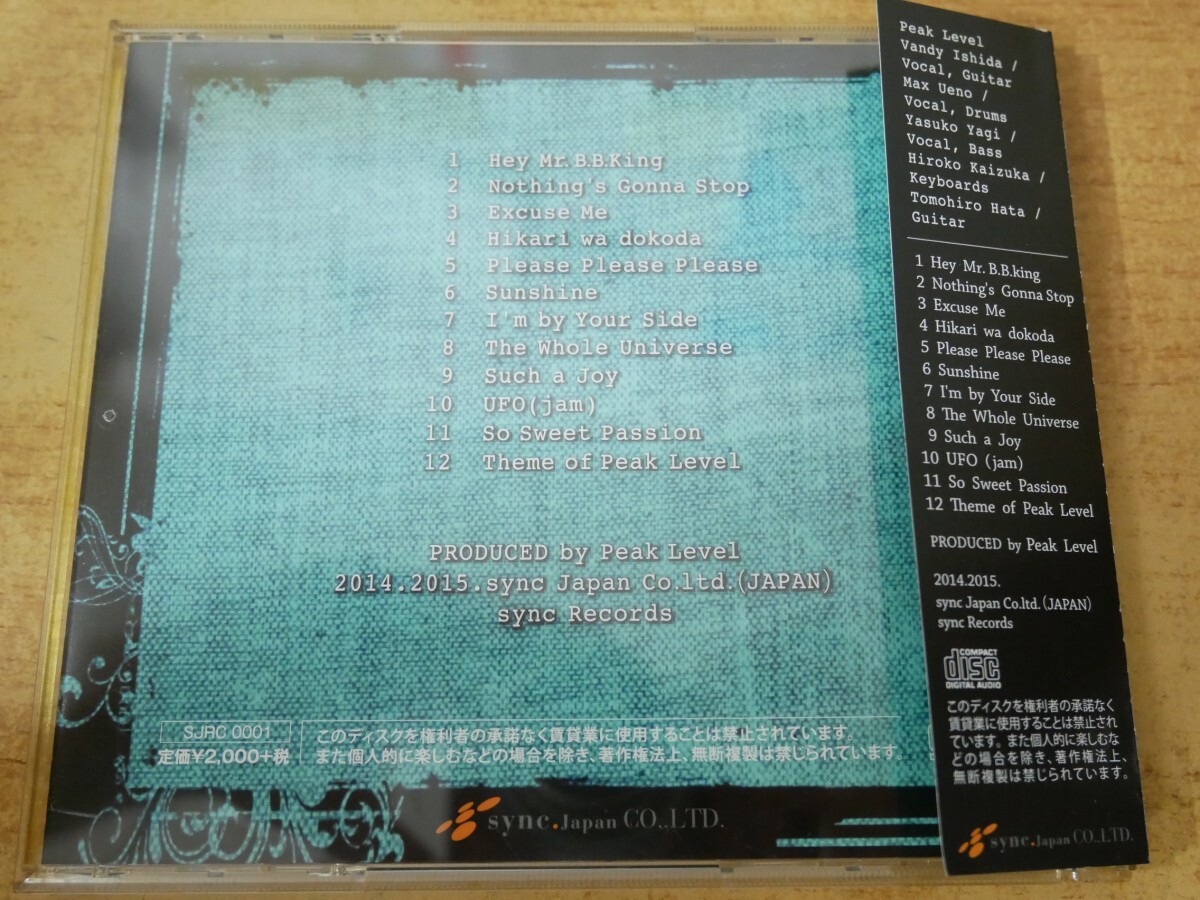 1 Hey Mr. B.B.King
2 Nothing's Gonna Stop
3 Excuse Me
4 Hikari wa dokoda
5 Please Please Please
6 Sunshine
7 I'm by Your Side
8 The Whole Universe
9 Such a Joy
10 UFO(jam)
11 So Sweet Passion
12 Theme of Peak Level
PRODUCED by Peak Level
2014.2015.sync Japan Co.ltd.(JAPAN)
sync Records
SJRC 0001
定価¥2,000+税
このディスクを権利者の承諾なく賃貸業に使用することは禁止されています。
また個人的に楽しむなどの場合を除き、著作権法上、無断複製は禁じられています。
sync.Japan CO.,LTD.
Peak Level
Vandy Ishida /
Vocal, Guitar
Max Ueno /
Vocal, Drums
Yasuko Yagi /
Vocal, Bass
Hiroko Kaizuka /
Keyboards
Tomohiro Hata /
Guitar
1 Hey Mr. B.B.king
2 Nothing's Gonna Stop
3 Excuse Me
4 Hikari wa dokoda
5 Please Please Please
6 Sunshine
7 I'm by Your Side
8 The Whole Universe
9 Such a Joy
10 UFO (jam)
11 So Sweet Passion
12 Theme of Peak Level
PRODUCED by Peak Level
2014.2015.
sync Japan Co.ltd. (JAPAN)
sync Records
COMPACT
disc
DIGITAL AUDIO
このディスクを権利者の承諾なく
賃貸業に使用することは禁止され
ています。また個人的に楽しむな
どの場合を除き、著作権法上、
無断複製は禁じられています。
sync.Japan CO.,LTD.